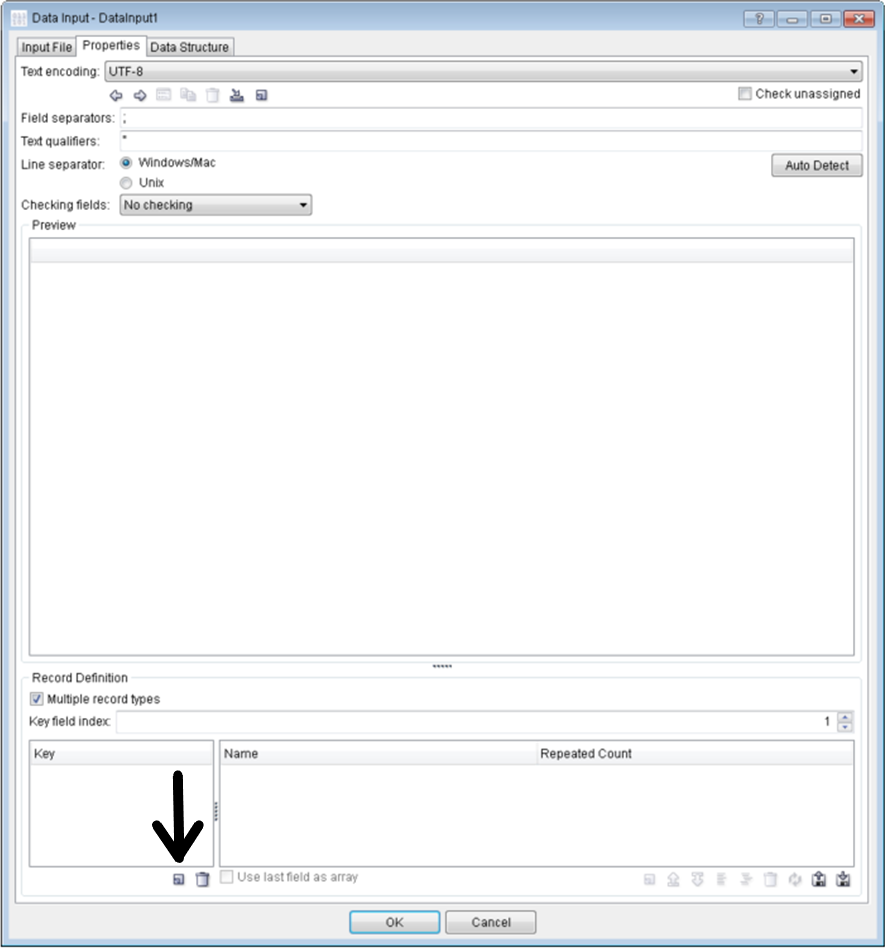 Data Input - DataInput1
Input File Properties Data Structure
Text encoding: UTF-8
Check unassigned
Field separators: ;
Text qualifiers: "
Line separator: Windows/Mac
Auto Detect
Unix
Checking fields: No checking
Preview
Record Definition
Multiple record types
Key field index: 1
Key Name Repeated Count
Use last field as array
OK Cancel